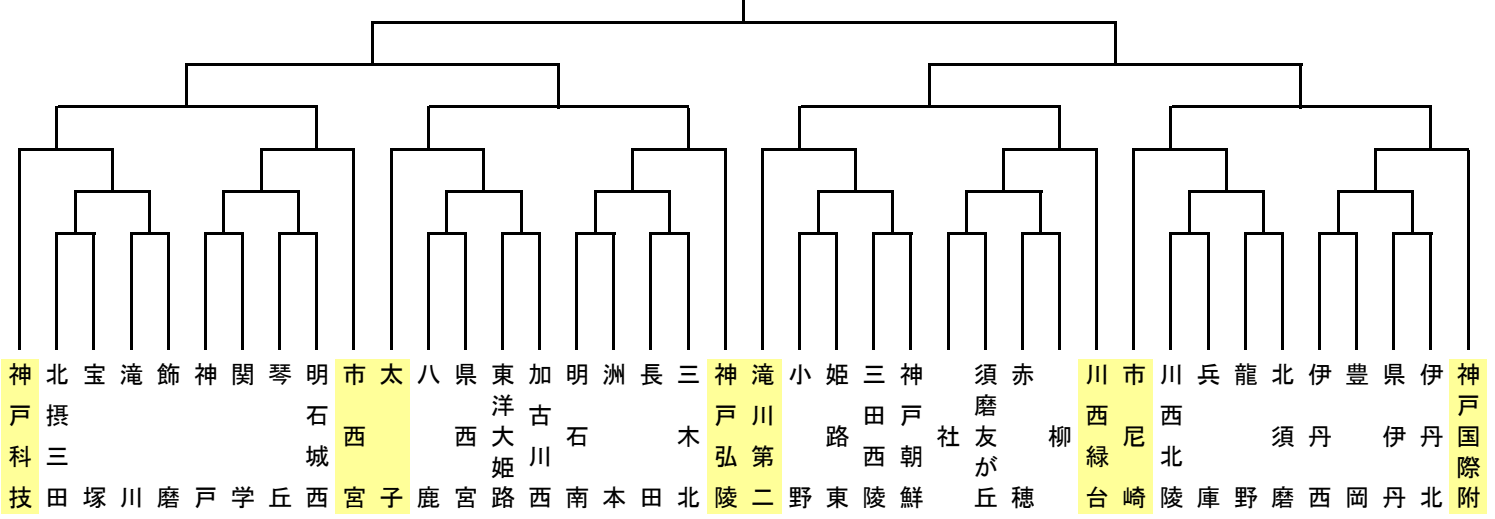 神戸科技
北摂三田
宝塚
滝川
飾磨
神戸
関学
琴丘
明石城西
市西宮
太子
八鹿
県西宮
東洋大姫路
加古川西
明石南
洲本
長田
三木北
神戸弘陵
滝川第二
小野
姫路東
三田西陵
神戸朝鮮
社
須磨友が丘
赤穂
柳
川西緑台
市尼崎
川西北陵
兵庫
龍野
北須磨
伊丹西
豊岡
県伊丹
伊丹北
神戸国際附